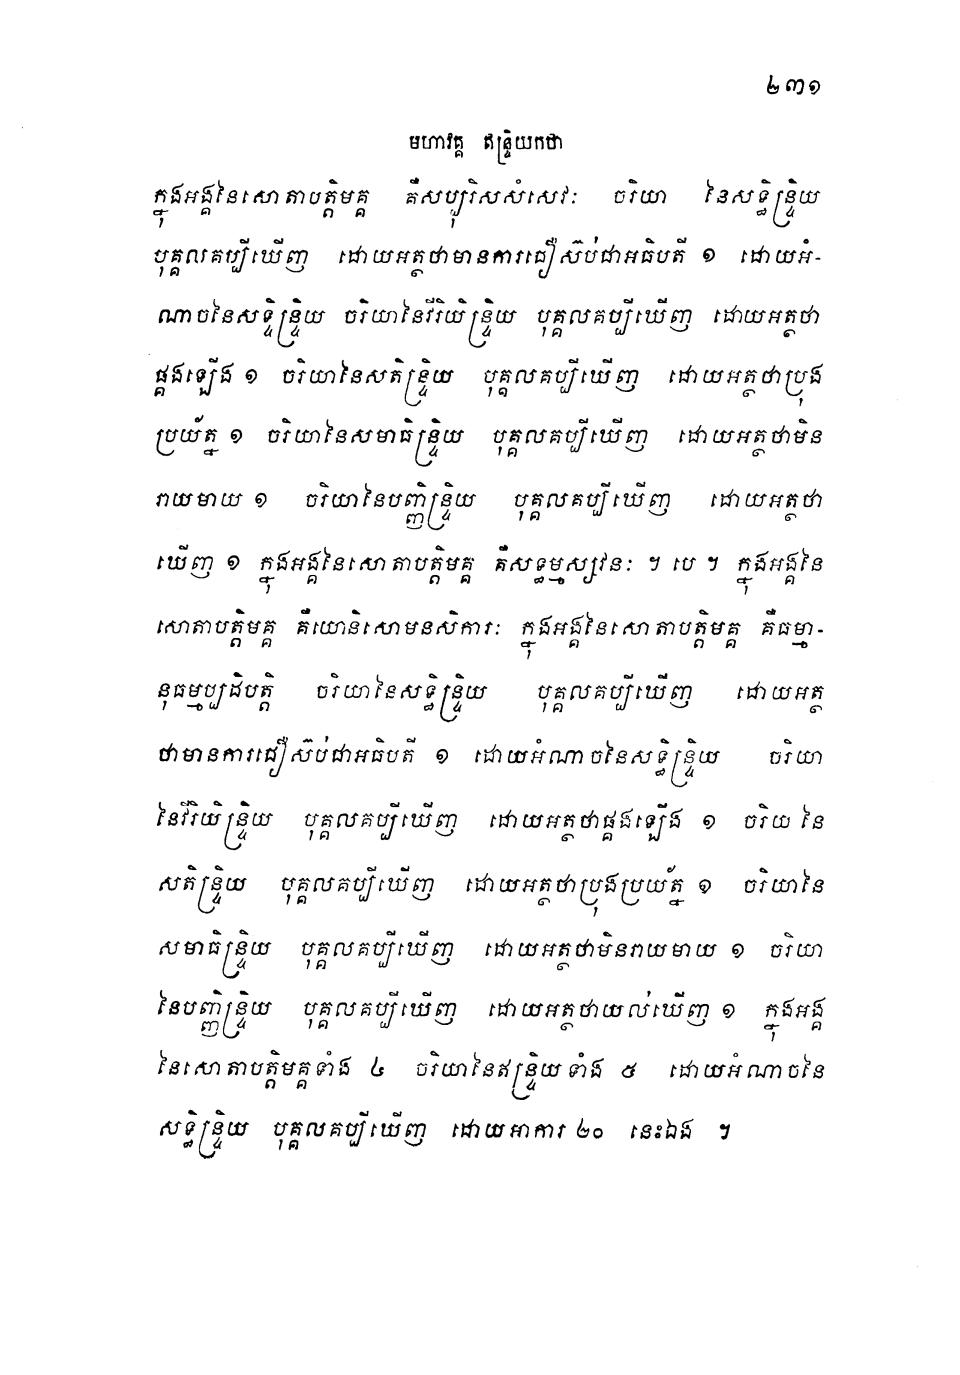 ២៣១
មហាវគ្គ ឥន្ទ្រិយកថា
ក្នុងអង្គនៃសោតាបត្តិមគ្គ គឺសប្បុរិសសំសេវៈ ចរិយា នៃសទ្ធិន្ទ្រិយ
បុគ្គលគប្បីឃើញ ដោយអត្ថថាមានការជឿស៊ប់ជាអធិបតី ១ ដោយអំ-
ណាចនៃសទ្ធិន្ទ្រិយ ចរិយានៃវីរិយិន្ទ្រិយ បុគ្គលគប្បីឃើញ ដោយអត្ថថា
ផ្គងឡើង ១ ចរិយានៃសតិន្ទ្រិយ បុគ្គលគប្បីឃើញ ដោយអត្ថថាប្រុង
ប្រយ័ត្ន ១ ចរិយានៃសមាធិន្ទ្រិយ បុគ្គលគប្បីឃើញ ដោយអត្ថថាមិន
រាយមាយ ១ ចរិយានៃបញ្ញិន្ទ្រិយ បុគ្គលគប្បីឃើញ ដោយអត្ថថា
ឃើញ ១ ក្នុងអង្គនៃសោតាបត្តិមគ្គ គឺសទ្ធម្មស្សវនៈ ។ បេ ។ ក្នុងអង្គនៃ
សោតាបត្តិមគ្គ គឺយោនិសោមនសិការៈ ក្នុងអង្គនៃសោតាបត្តិមគ្គ គឺធម្មា-
នុធម្មប្បដិបត្តិ ចរិយានៃសទ្ធិន្ទ្រិយ បុគ្គលគប្បីឃើញ ដោយអត្ថ
ថាមានការជឿស៊ប់ជាអធិបតី ១ ដោយអំណាចនៃសទ្ធិន្ទ្រិយ ចរិយា
នៃវីរិយិន្ទ្រិយ បុគ្គលគប្បីឃើញ ដោយអត្ថថាផ្គងឡើង ១ ចរិយ នៃ
សតិន្ទ្រិយ បុគ្គលគប្បីឃើញ ដោយអត្ថថាប្រុងប្រយ័ត្ន ១ ចរិយានៃ
សមាធិន្ទ្រិយ បុគ្គលគប្បីឃើញ ដោយអត្ថថាមិនរាយមាយ ១ ចរិយា
នៃបញ្ញិន្ទ្រិយ បុគ្គលគប្បីឃើញ ដោយអត្ថថាយល់ឃើញ ១ ក្នុងអង្គ
នៃសោតាបត្តិមគ្គទាំង ៤ ចរិយានៃឥន្ទ្រិយទាំង ៥ ដោយអំណាចនៃ
សទ្ធិន្ទ្រិយ បុគ្គលគប្បីឃើញ ដោយអាការ ២០ នេះឯង ។